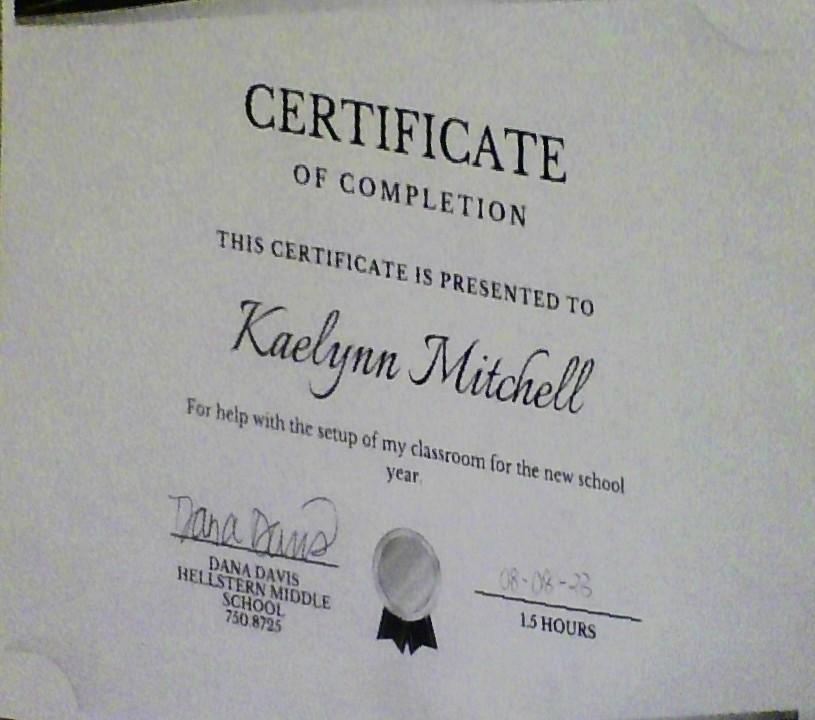 CERTIFICATE
OF COMPLETION
THIS CERTIFICATE IS PRESENTED TO
Kaelynn Mitchell
For help with the setup of my classroom for the new school
year.
Dana Davis
DANA DAVIS
HELLSTERN MIDDLE
SCHOOL
750.8725
08-08-23
1.5 HOURS